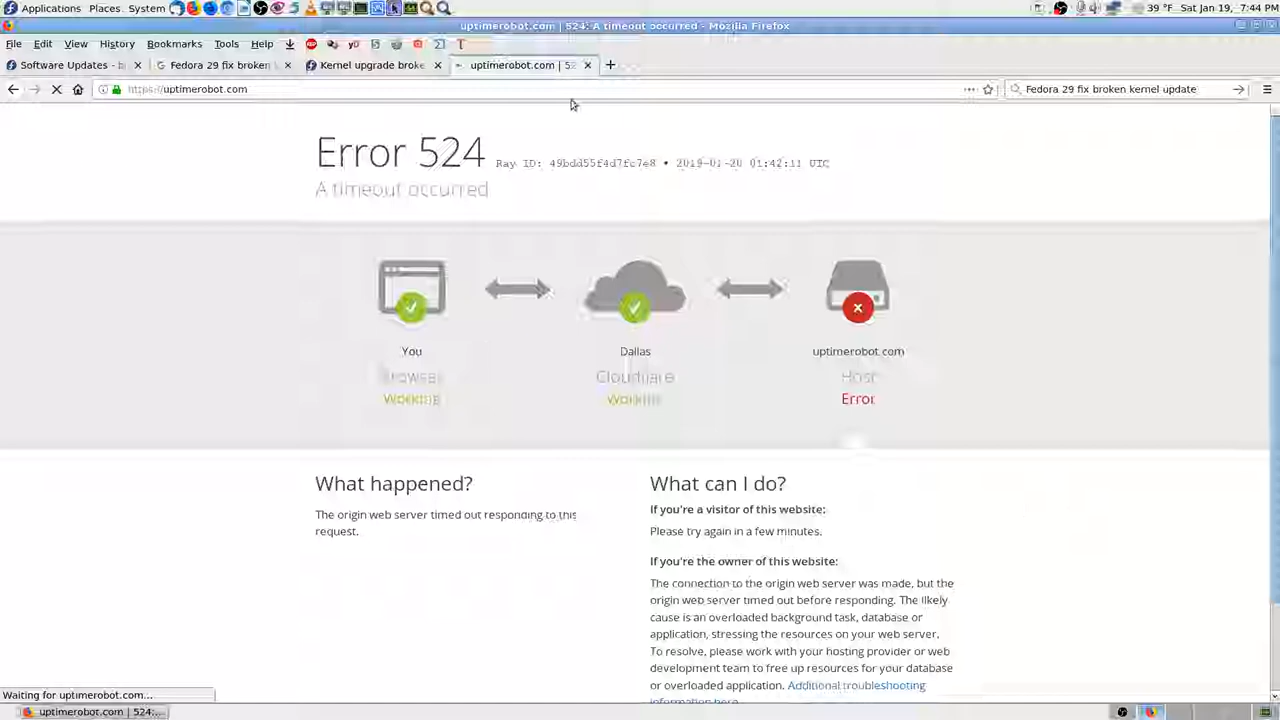 Applications Places System 39 °F Sat Jan 19, 7:44 PM
uptimerobot.com | 524: A timeout occurred - Mozilla Firefox
File Edit View History Bookmarks Tools Help
Software Updates - Fedora 29 fix broken Kernel upgrade broke uptimerobot.com | 52
https://uptimerobot.com Fedora 29 fix broken kernel update
Error 524 Ray ID: 49bdd55f4d7fc7e8 • 2019-01-20 01:42:11 UTC
A timeout occurred
You Dallas uptimerobot.com
Browser Cloudflare Host
Working Working Error
What happened?
The origin web server timed out responding to this
request.
What can I do?
If you're a visitor of this website:
Please try again in a few minutes.
If you're the owner of this website:
The connection to the origin web server was made, but the
origin web server timed out before responding. The likely
cause is an overloaded background task, database or
application, stressing the resources on your web server.
To resolve, please work with your hosting provider or web
development team to free up resources for your database
or overloaded application. Additional troubleshooting
information here.
Waiting for uptimerobot.com...
uptimerobot.com | 524:...